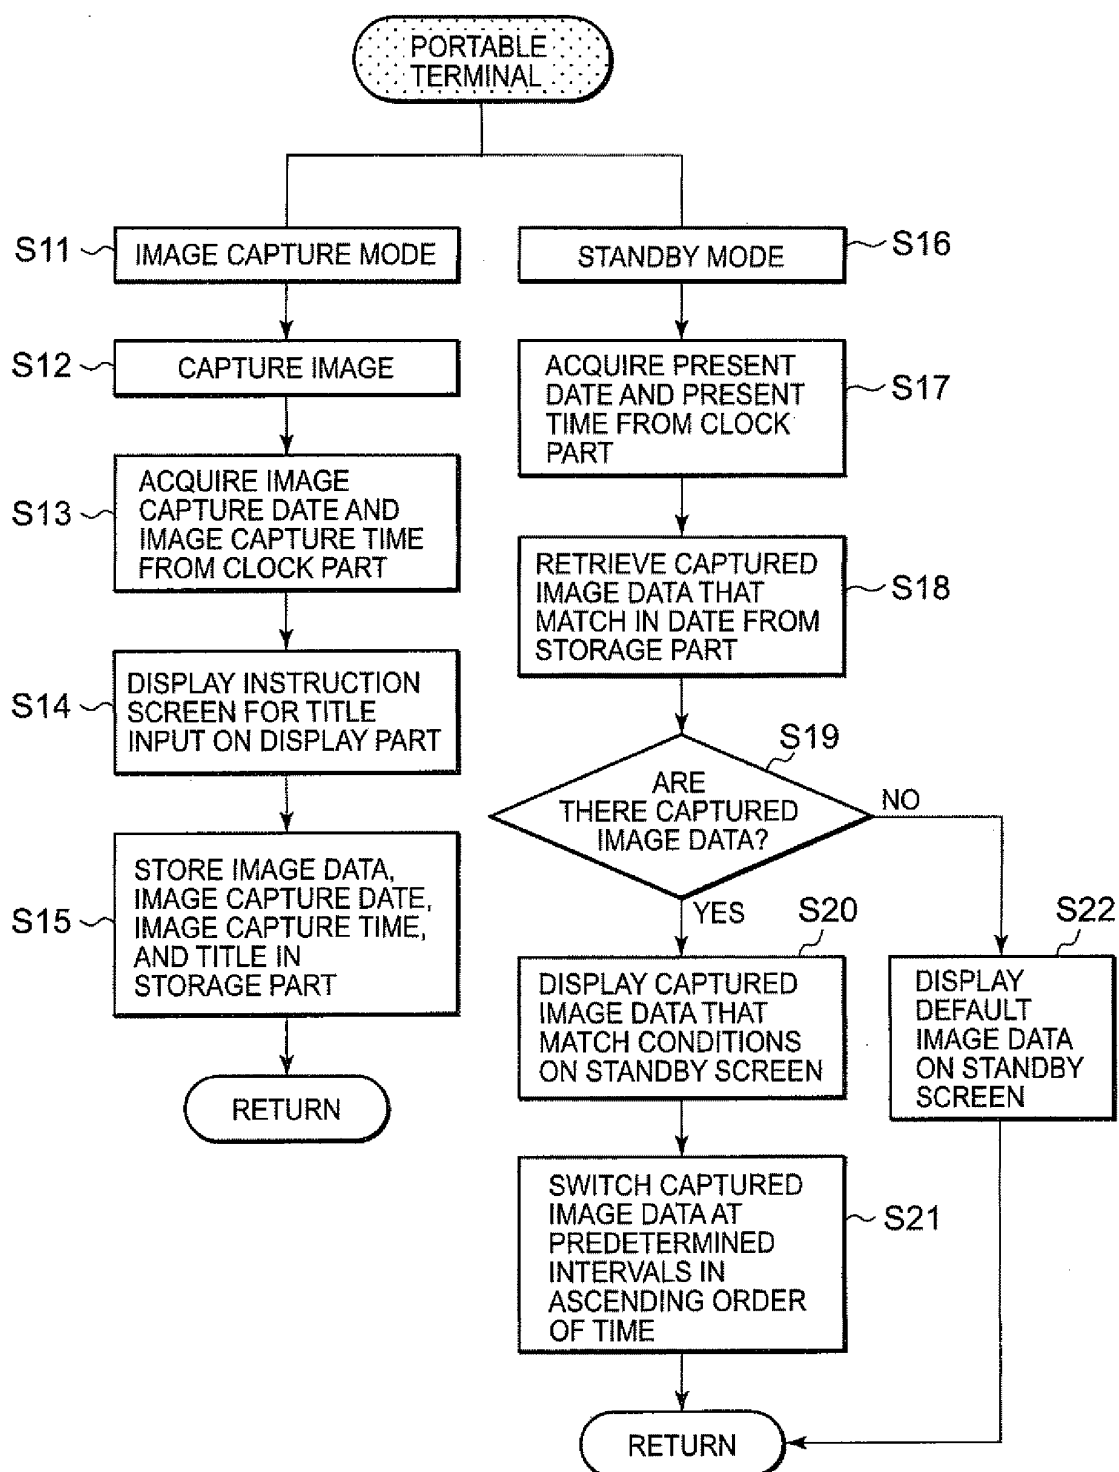 PORTABLE
TERMINAL
S11
IMAGE CAPTURE MODE
S12
CAPTURE IMAGE
S13
ACQUIRE IMAGE
CAPTURE DATE AND
IMAGE CAPTURE TIME
FROM CLOCK PART
S14
DISPLAY INSTRUCTION
SCREEN FOR TITLE
INPUT ON DISPLAY PART
S15
STORE IMAGE DATA,
IMAGE CAPTURE DATE,
IMAGE CAPTURE TIME,
AND TITLE IN
STORAGE PART
RETURN
STANDBY MODE
S16
ACQUIRE PRESENT
DATE AND PRESENT
TIME FROM CLOCK
PART
S17
RETRIEVE CAPTURED
IMAGE DATA THAT
MATCH IN DATE FROM
STORAGE PART
S18
S19
ARE
THERE CAPTURED
IMAGE DATA?
NO
YES
S20
DISPLAY CAPTURED
IMAGE DATA THAT
MATCH CONDITIONS
ON STANDBY SCREEN
S22
DISPLAY
DEFAULT
IMAGE DATA
ON STANDBY
SCREEN
SWITCH CAPTURED
IMAGE DATA AT
PREDETERMINED
INTERVALS IN
ASCENDING ORDER
OF TIME
S21
RETURN